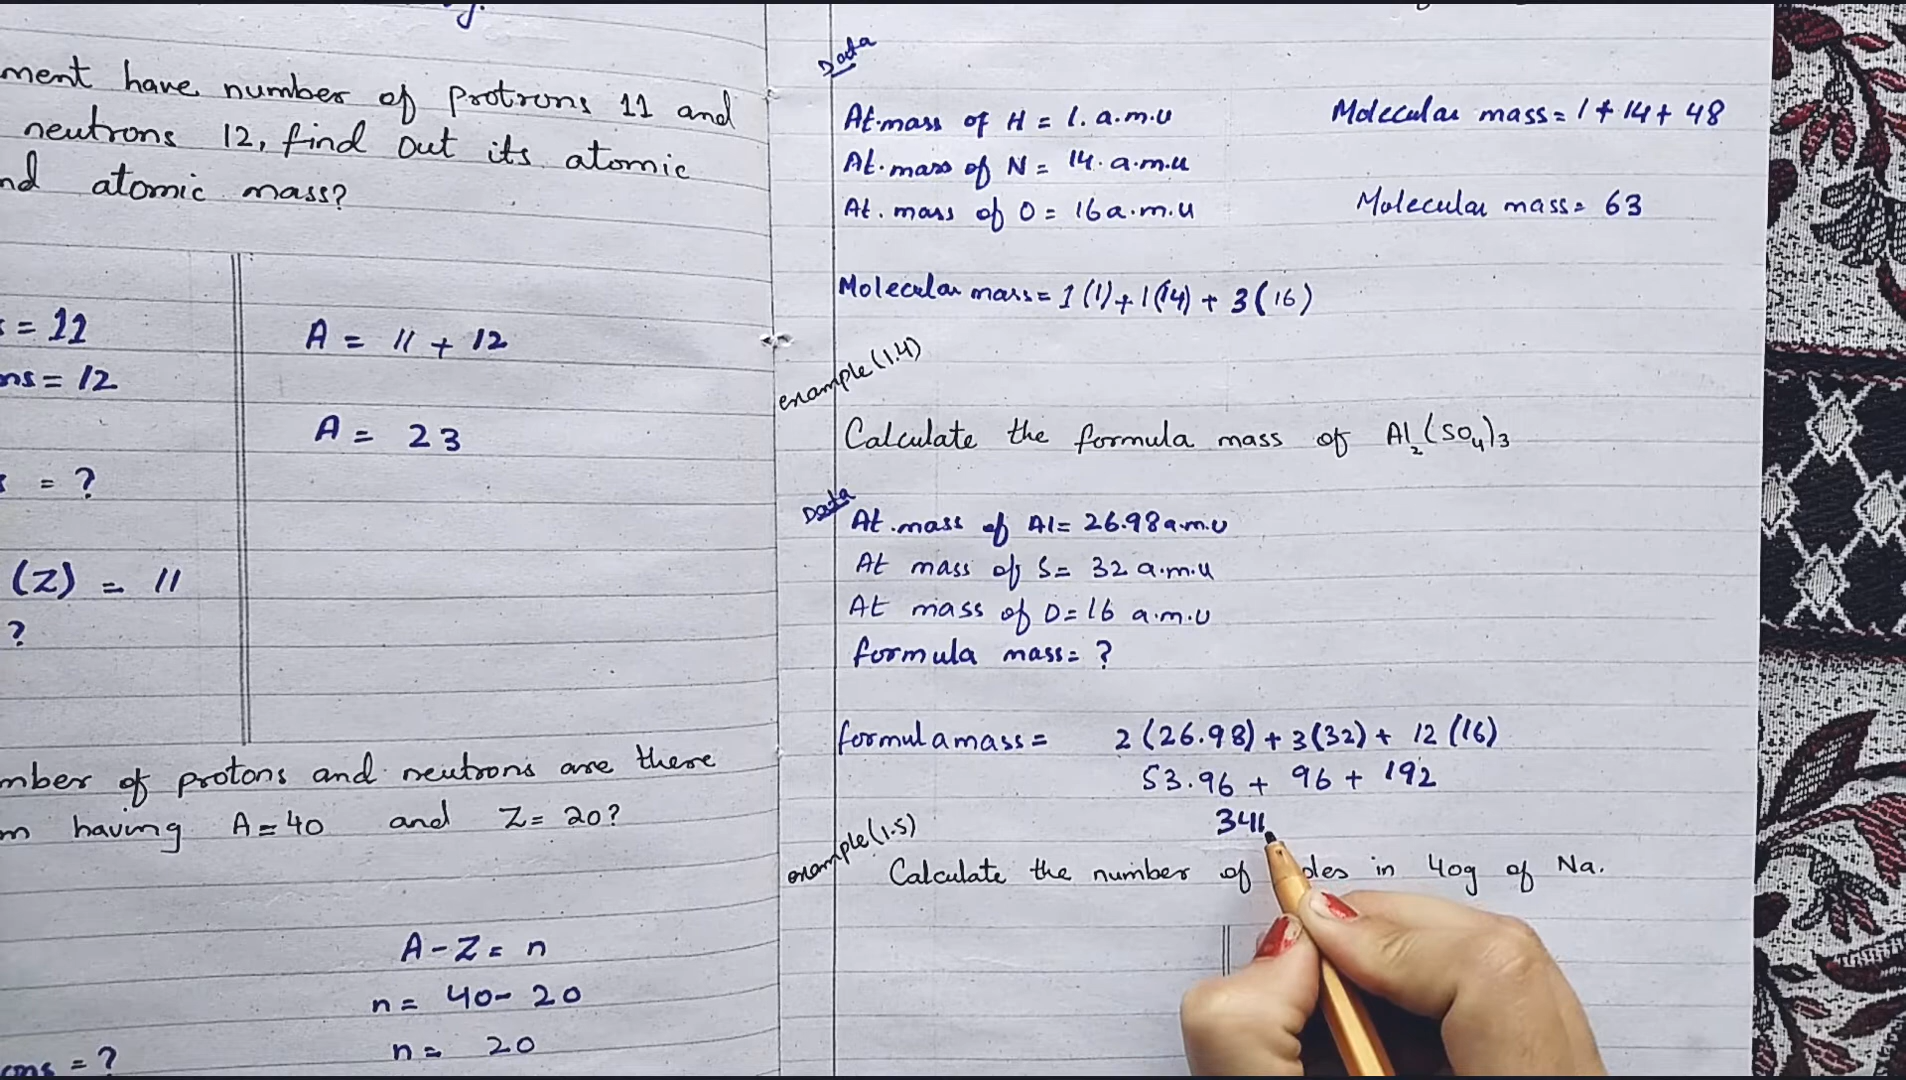 ment have number of protrons 11 and
neutrons 12, find out its atomic
nd atomic mass?
= 11
ns = 12
A = 11 + 12
A = 23
= ?
(Z) = 11
?
mber of protons and neutrons are there
m having A = 40 and Z = 20?
A - Z = n
n = 40 - 20
n = 20
ons = ?
Data
At.mass of H = 1. a.m.u
At.mass of N = 14. a.m.u
At. mass of O = 16 a.m.u
Molecular mass = 1 + 14 + 48
Molecular mass = 63
Molecular mass = 1 (1) + 1 (14) + 3 (16)
example (1.4)
Calculate the formula mass of Al₂(SO₄)₃
Data
At. mass of Al = 26.98 a.m.u
At mass of S = 32 a.m.u
At mass of O = 16 a.m.u
formula mass = ?
formula mass = 2 (26.98) + 3 (32) + 12 (16)
53.96 + 96 + 192
341
example (1.5)
Calculate the number of oles in 40g of Na.